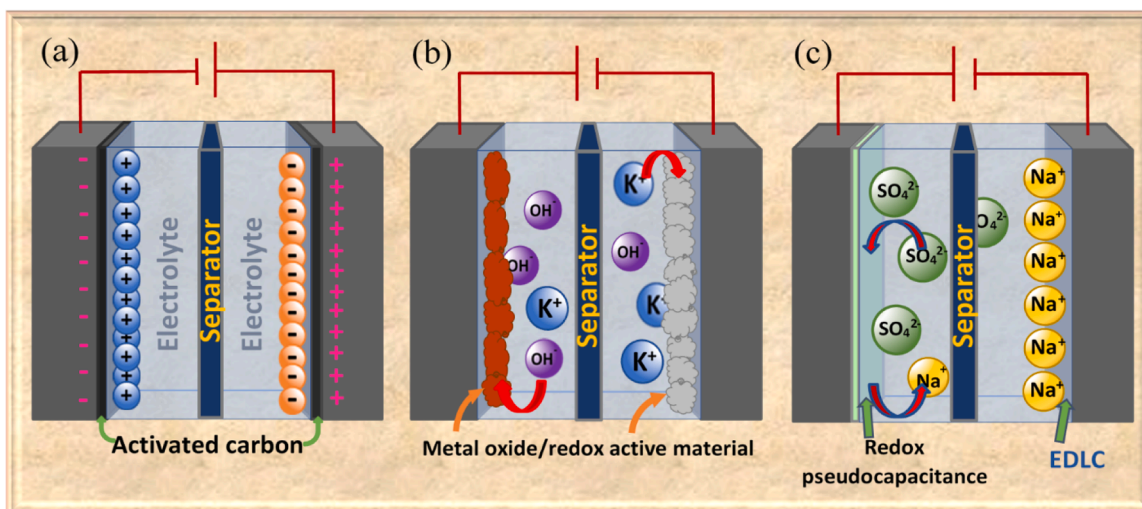 (a)
(b)
(c)
Electrolyte
Separator
Electrolyte
- - - - - - - - - - -
+ + + + + + + + + + +
- - - - - - - - - - - -
+ + + + + + + + + + + +
Activated carbon
OH-
OH-
K+
OH-
Separator
K+
OH-
K+
K+
Metal oxide/redox active material
SO₄²⁻
SO₄²⁻
SO₄²⁻
Na⁺
Separator
O₄²⁻
Na⁺
Na⁺
Na⁺
Na⁺
Na⁺
Na⁺
Redox
pseudocapacitance
EDLC